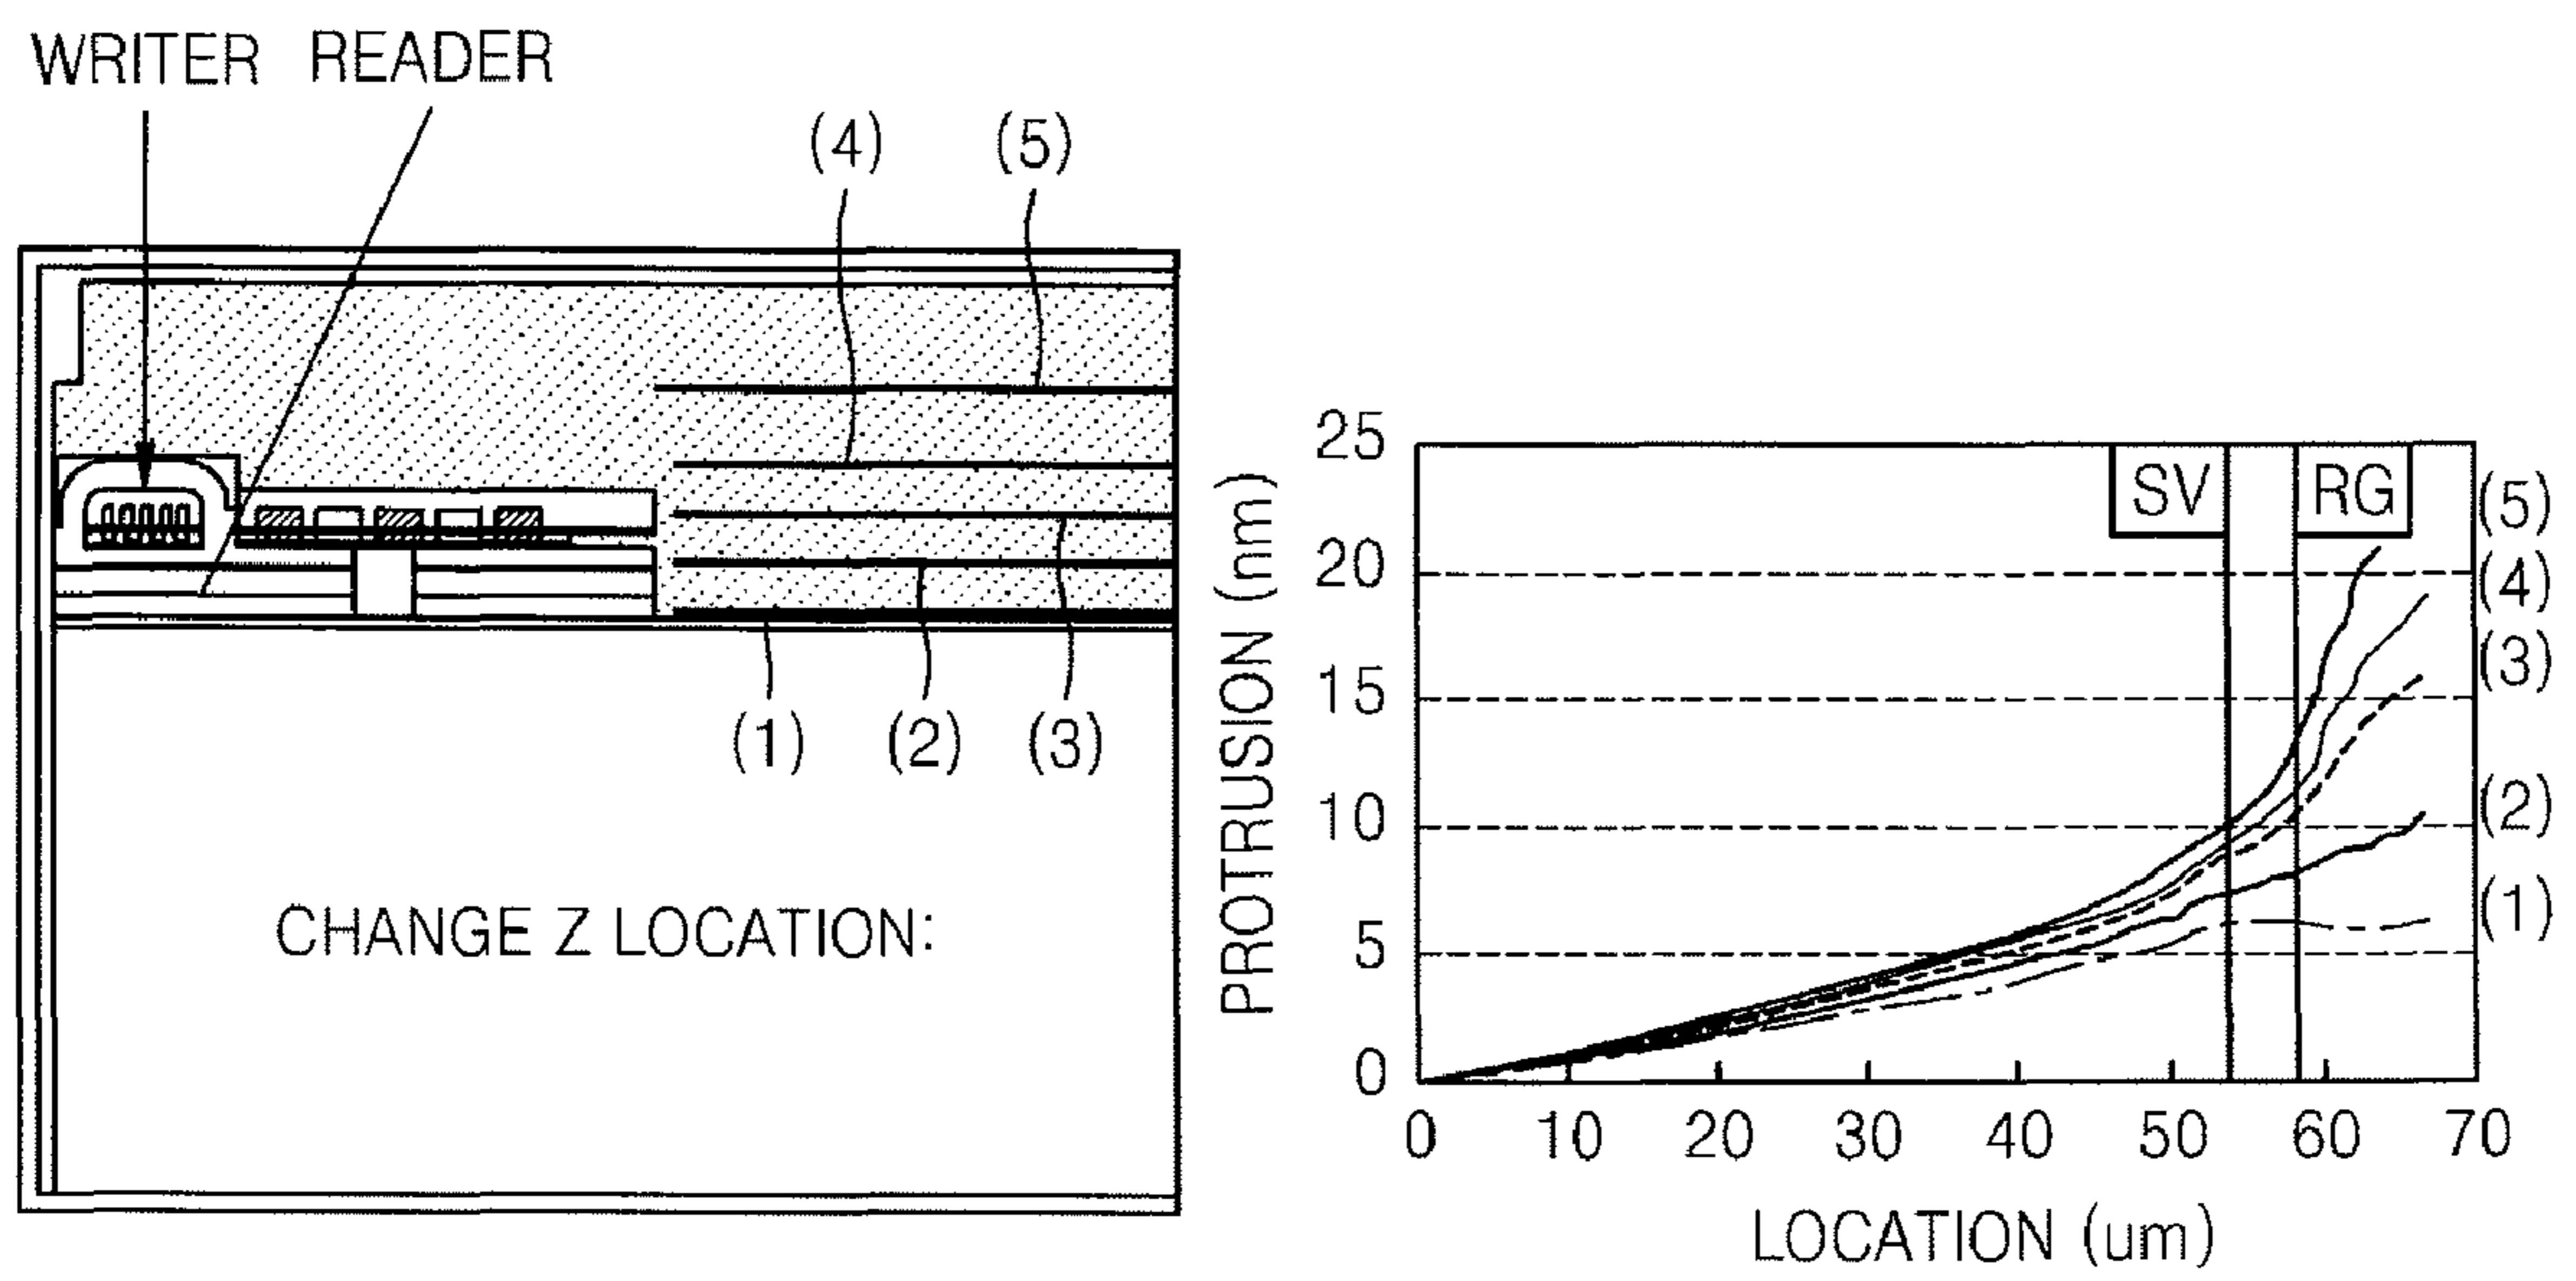 WRITER READER
(4) (5)
(1) (2) (3)
CHANGE Z LOCATION:
PROTRUSION (nm)
25
20
15
10
5
0
SV RG
(5)
(4)
(3)
(2)
(1)
0 10 20 30 40 50 60 70
LOCATION (um)